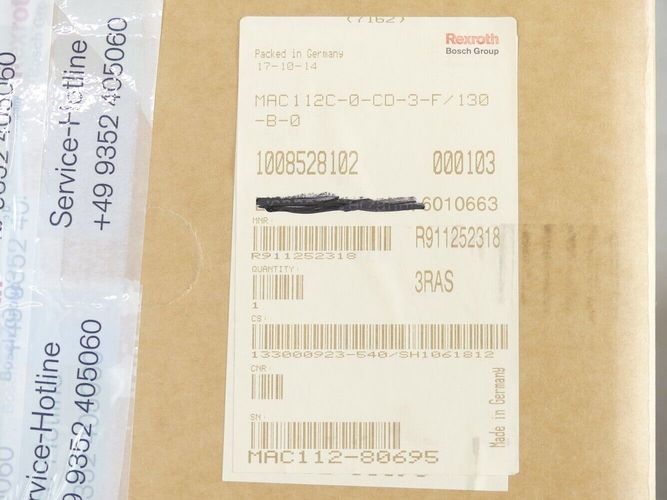 (7162)
Rexroth
Bosch Group
Packed in Germany
17-10-14
MAC112C-0-CD-3-F/130
-B-0
1008528102 000103
6010663
MNR:
R911252318
R911252318
QUANTITY:
1
3RAS
CS:
133000923-540/SH1061812
CNR:
SN:
MAC112-80695
Made in Germany
Service-Hotline
+49 9352 405060
Service-Hotline
9 9352 405060